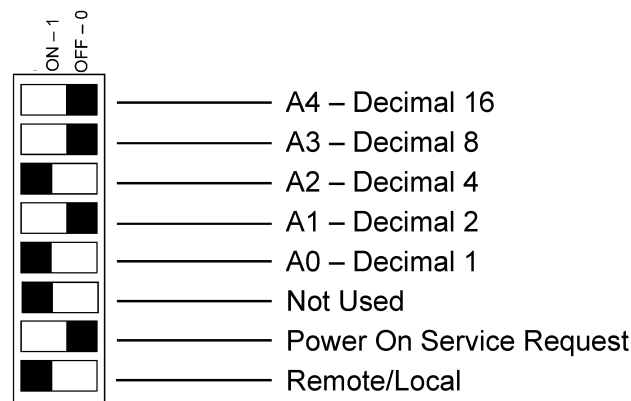 ON – 1
OFF – 0
A4 – Decimal 16
A3 – Decimal 8
A2 – Decimal 4
A1 – Decimal 2
A0 – Decimal 1
Not Used
Power On Service Request
Remote/Local